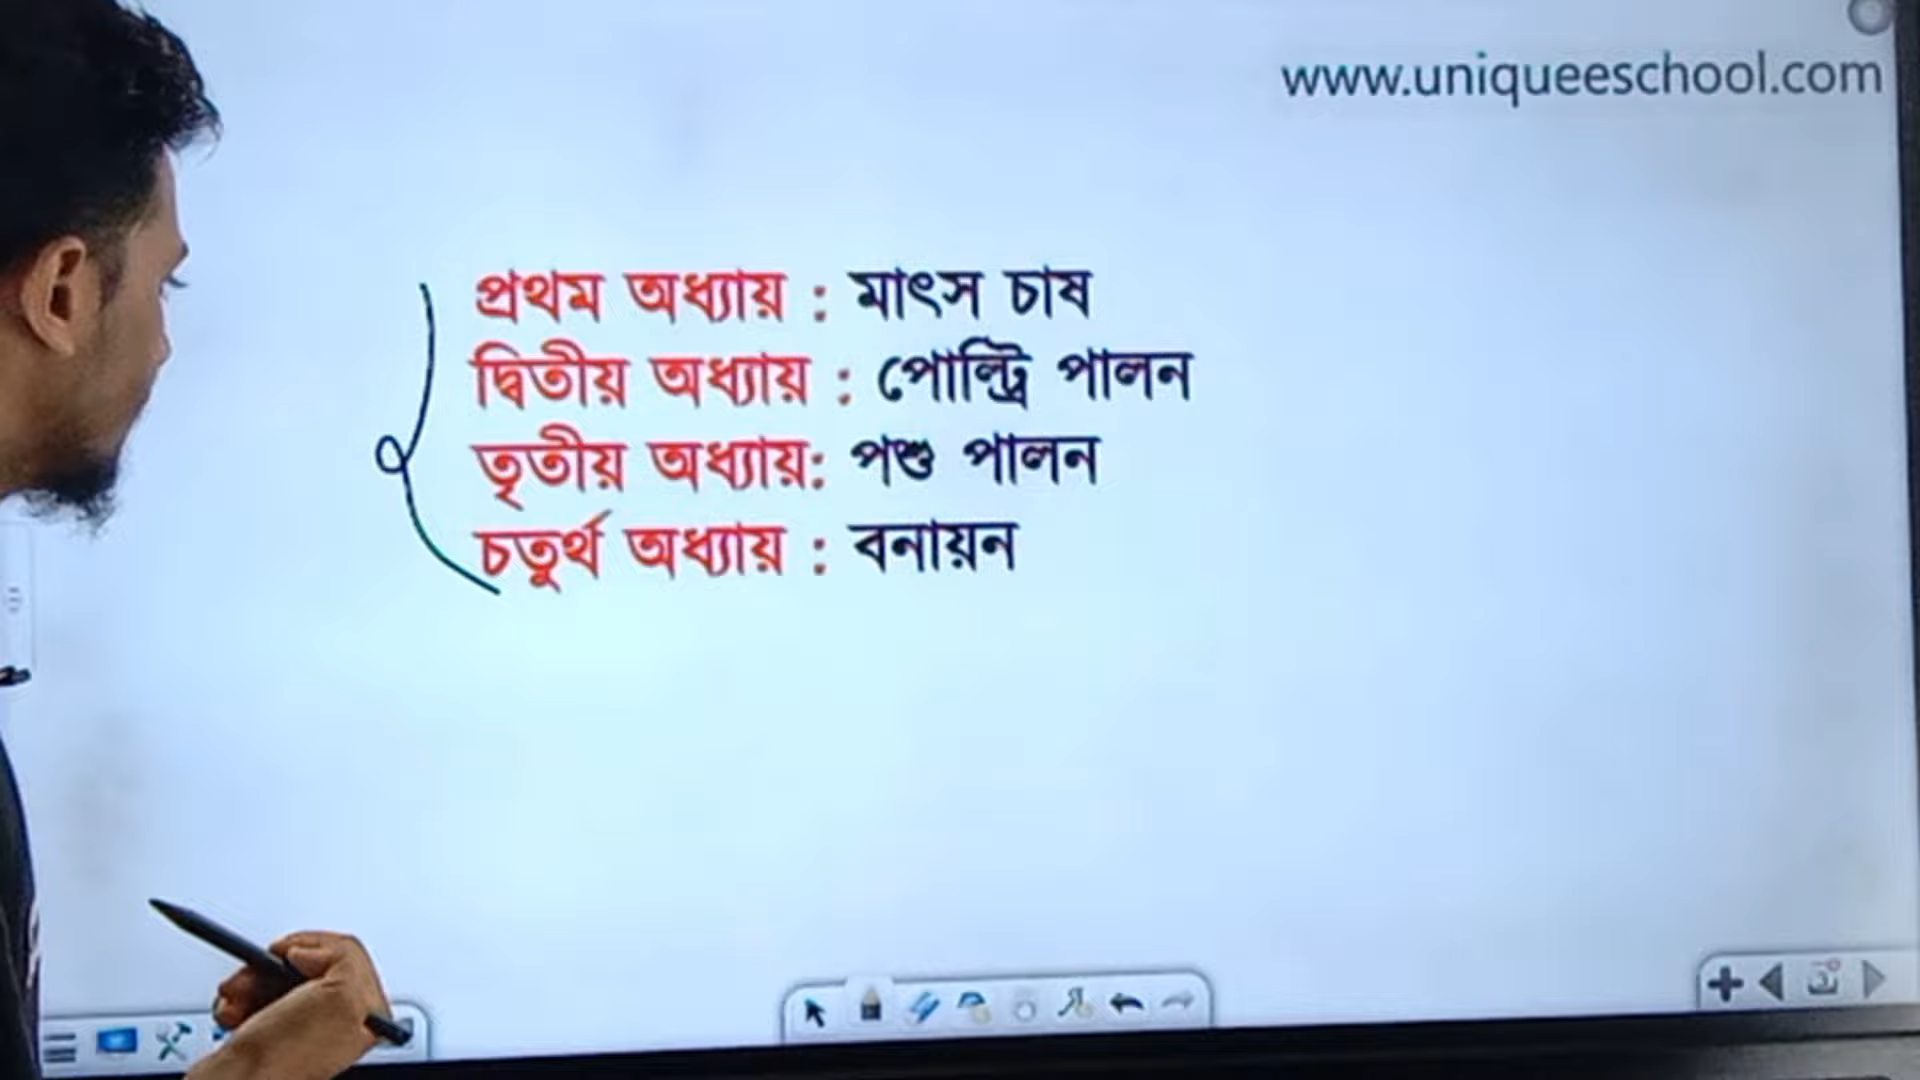 www.uniqueeschool.com
প্রথম অধ্যায় : মাৎস চাষ
দ্বিতীয় অধ্যায় : পোল্ট্রি পালন
তৃতীয় অধ্যায়: পশু পালন
চতুর্থ অধ্যায় : বনায়ন